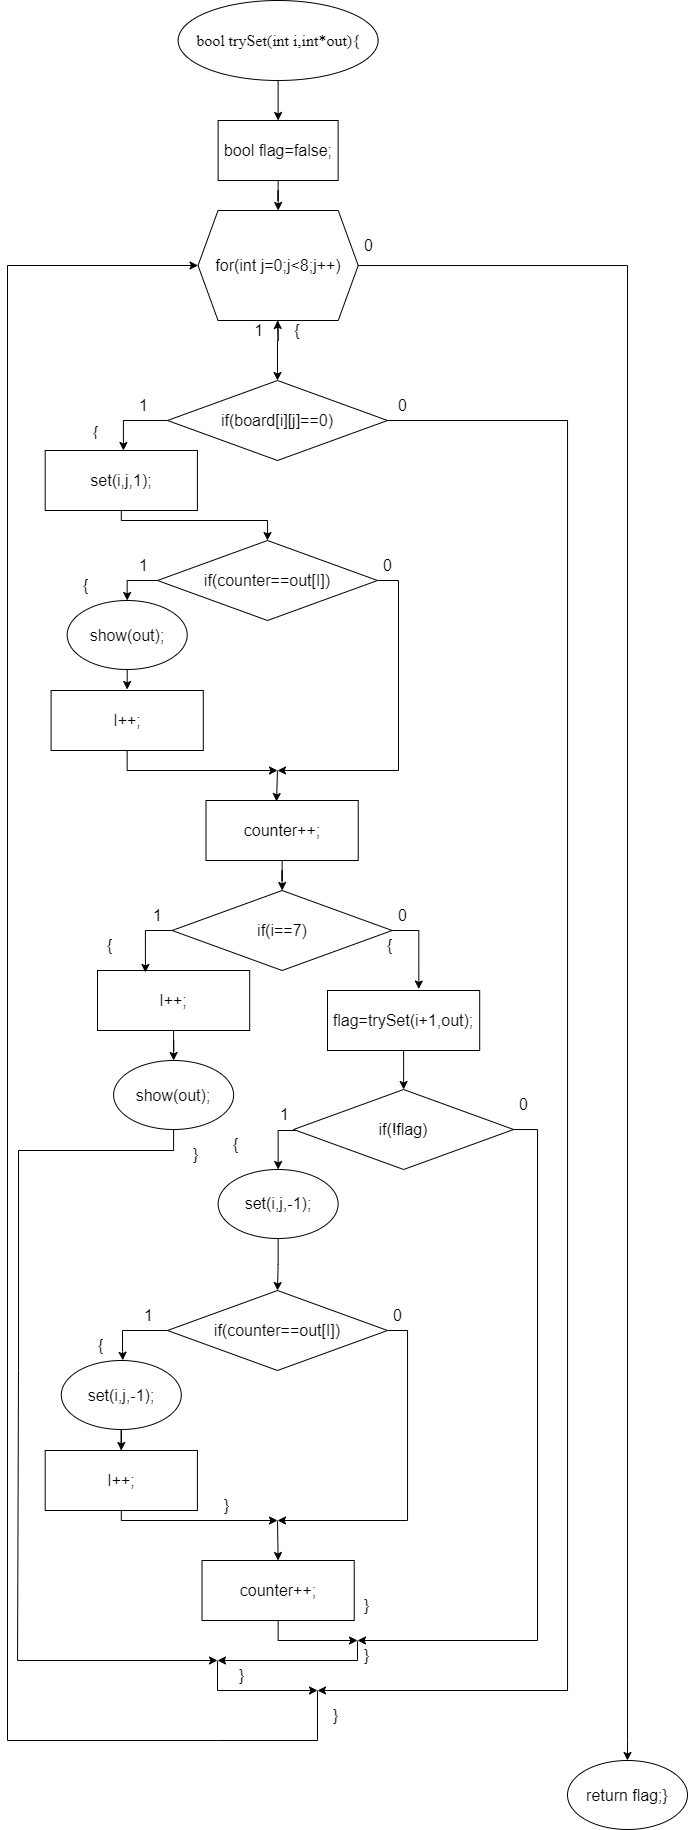 bool trySet(int i,int*out){
bool flag=false;
0
for(int j=0;j<8;j++)
1 {
1
0
if(board[i][j]==0)
{
set(i,j,1);
1
0
if(counter==out[l])
{
show(out);
l++;
counter++;
1
0
if(i==7)
{
{
l++;
flag=trySet(i+1,out);
show(out);
1
0
if(!flag)
}
{
set(i,j,-1);
1
0
if(counter==out[l])
{
set(i,j,-1);
l++;
}
counter++;
}
}
}
}
return flag;}